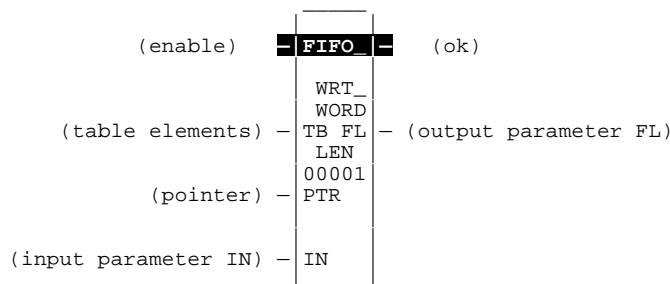 (enable) FIFO_ (ok)
WRT_
WORD
(table elements) TB FL (output parameter FL)
LEN
00001
(pointer) PTR
(input parameter IN) IN